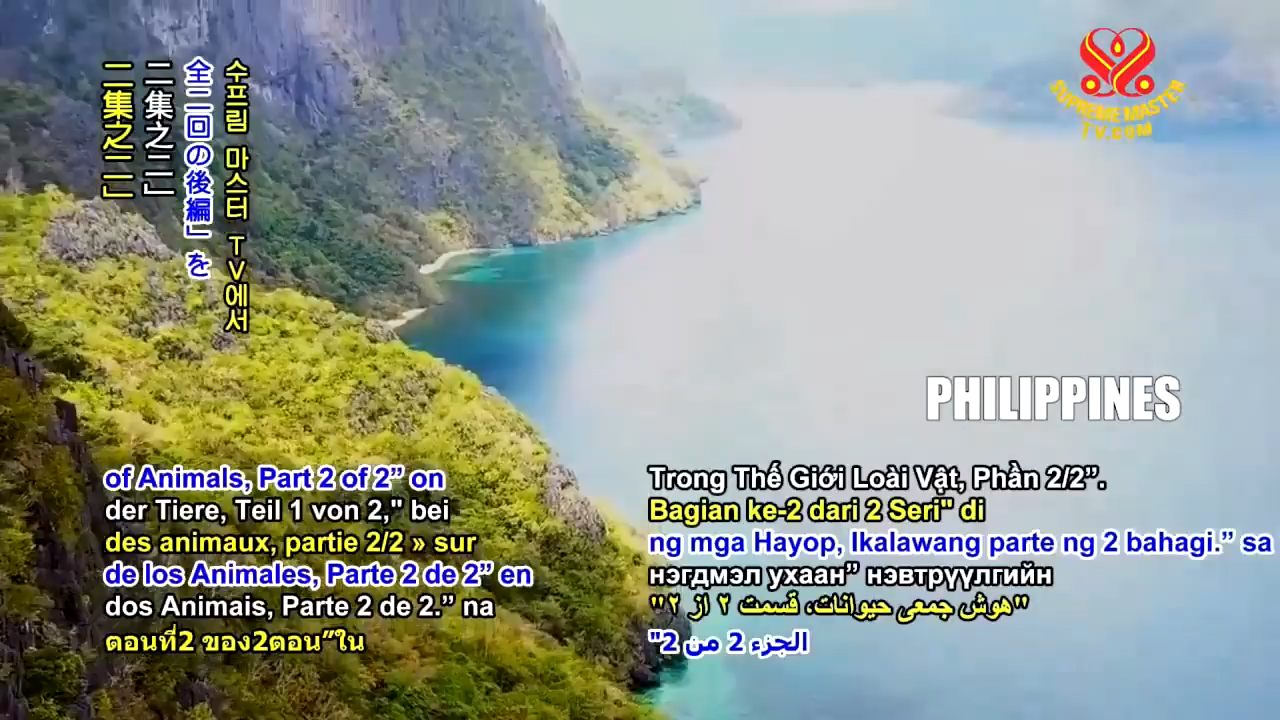 二集之二」
二集之二」
全二回の後編」を
수프림 마스터 TV에서
SUPREME MASTER
TV.COM
PHILIPPINES
of Animals, Part 2 of 2” on
der Tiere, Teil 1 von 2," bei
des animaux, partie 2/2 » sur
de los Animales, Parte 2 de 2” en
dos Animais, Parte 2 de 2.” na
ตอนที่2 ของ2ตอน”ใน
Trong Thế Giới Loài Vật, Phần 2/2”.
Bagian ke-2 dari 2 Seri" di
ng mga Hayop, Ikalawang parte ng 2 bahagi.” sa
нэгдмэл ухаан” нэвтрүүлгийн
"هوش جمعی حیوانات، قسمت ۲ از ۲"
الجزء 2 من 2"